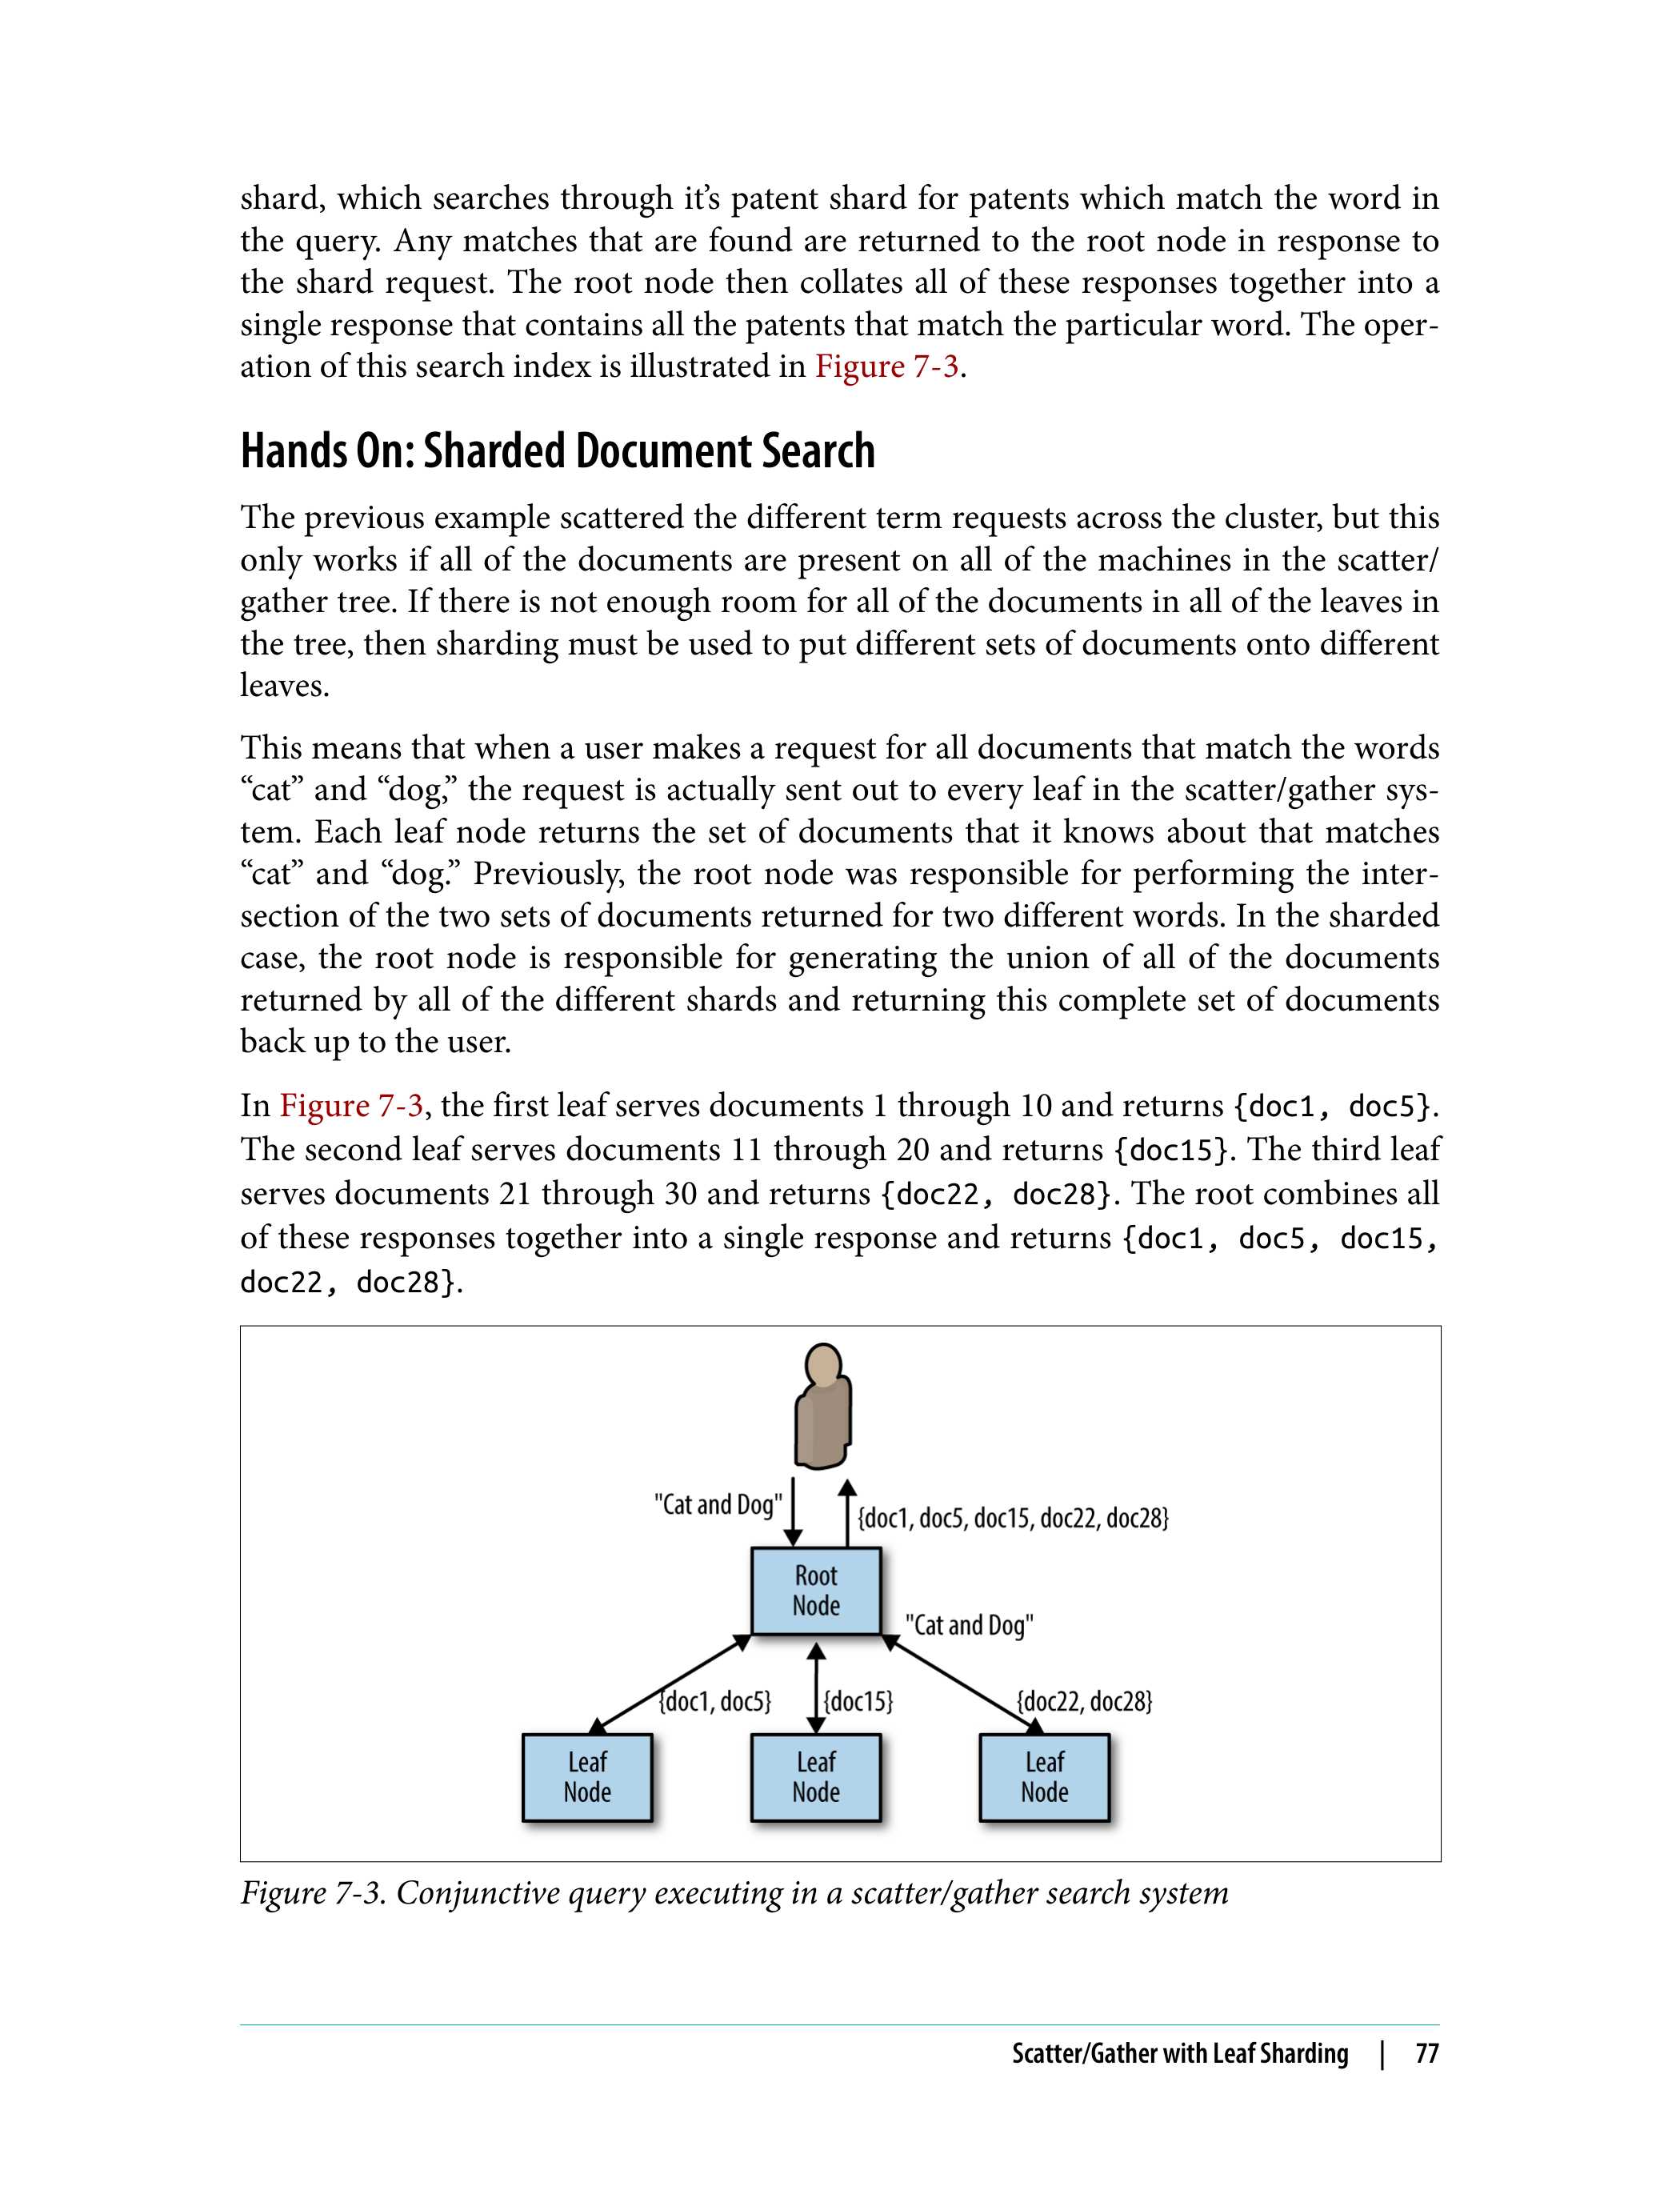 shard, which searches through it’s patent shard for patents which match the word in
the query. Any matches that are found are returned to the root node in response to
the shard request. The root node then collates all of these responses together into a
single response that contains all the patents that match the particular word. The oper-
ation of this search index is illustrated in Figure 7-3.
Hands On: Sharded Document Search
The previous example scattered the different term requests across the cluster, but this
only works if all of the documents are present on all of the machines in the scatter/
gather tree. If there is not enough room for all of the documents in all of the leaves in
the tree, then sharding must be used to put different sets of documents onto different
leaves.
This means that when a user makes a request for all documents that match the words
“cat” and “dog,” the request is actually sent out to every leaf in the scatter/gather sys-
tem. Each leaf node returns the set of documents that it knows about that matches
“cat” and “dog.” Previously, the root node was responsible for performing the inter-
section of the two sets of documents returned for two different words. In the sharded
case, the root node is responsible for generating the union of all of the documents
returned by all of the different shards and returning this complete set of documents
back up to the user.
In Figure 7-3, the first leaf serves documents 1 through 10 and returns {doc1, doc5}.
The second leaf serves documents 11 through 20 and returns {doc15}. The third leaf
serves documents 21 through 30 and returns {doc22, doc28}. The root combines all
of these responses together into a single response and returns {doc1, doc5, doc15,
doc22, doc28}.
"Cat and Dog"
{doc1, doc5, doc15, doc22, doc28}
Root
Node
"Cat and Dog"
{doc1, doc5}
{doc15}
{doc22, doc28}
Leaf
Node
Leaf
Node
Leaf
Node
Figure 7-3. Conjunctive query executing in a scatter/gather search system
Scatter/Gather with Leaf Sharding | 77